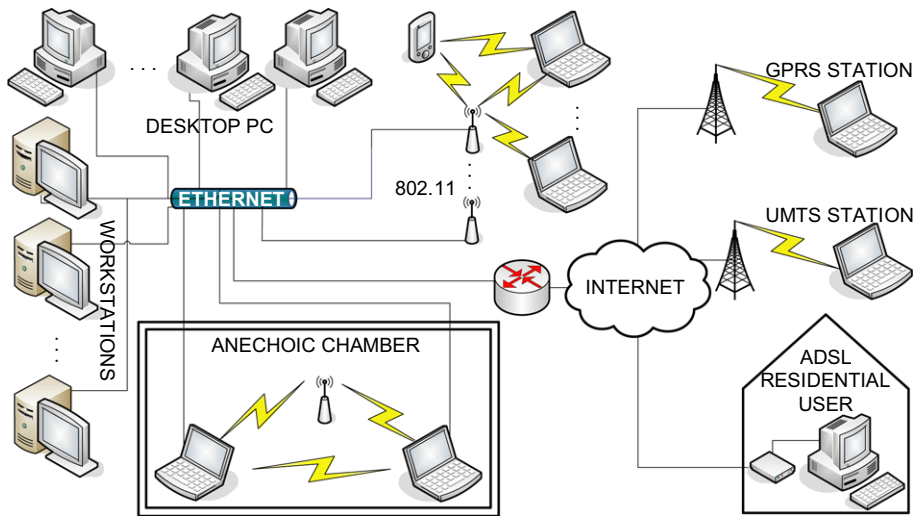 GPRS STATION
DESKTOP PC
802.11
ETHERNET
UMTS STATION
WORKSTATIONS
INTERNET
ANECHOIC CHAMBER
ADSL
RESIDENTIAL
USER